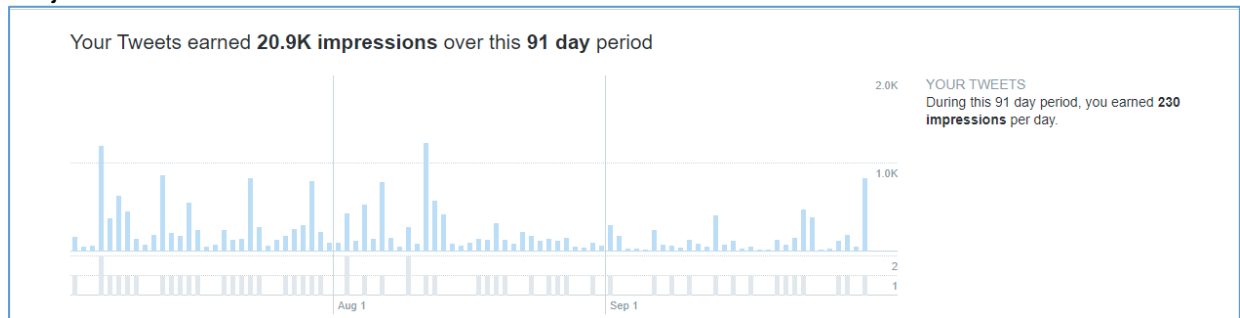 Your Tweets earned 20.9K impressions over this 91 day period
2.0K
1.0K
2
1
Aug 1
Sep 1
YOUR TWEETS
During this 91 day period, you earned 230
impressions per day.